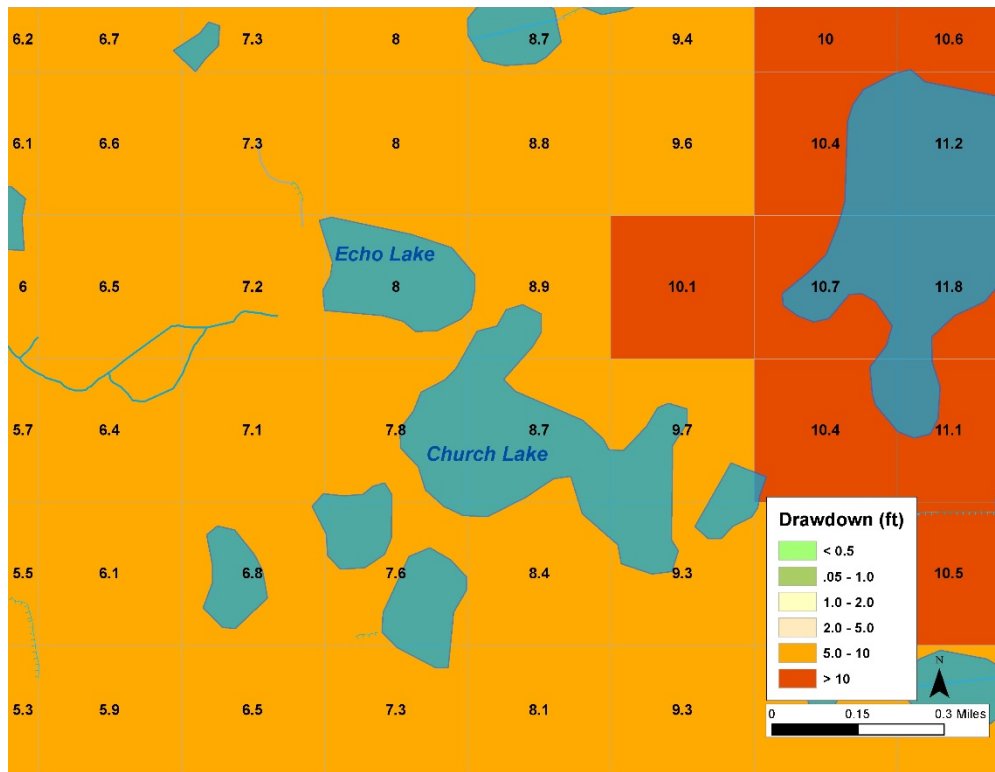 6.2 6.7 7.3 8 8.7 9.4 10 10.6
6.1 6.6 7.3 8 8.8 9.6 10.4 11.2
Echo Lake
6 6.5 7.2 8 8.9 10.1 10.7 11.8
5.7 6.4 7.1 7.8 8.7 9.7 10.4 11.1
Church Lake
Drawdown (ft)
< 0.5
.05 - 1.0
1.0 - 2.0
2.0 - 5.0
5.0 - 10
> 10
5.5 6.1 6.8 7.6 8.4 9.3 10.5
N
5.3 5.9 6.5 7.3 8.1 9.3
0 0.15 0.3 Miles